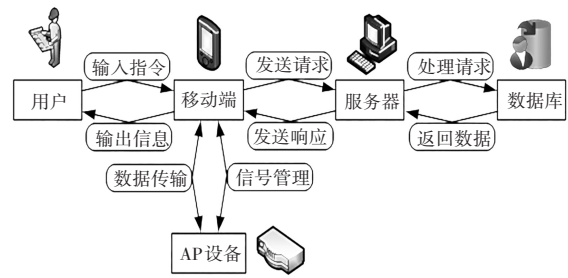 输入指令
发送请求
处理请求
用户
移动端
服务器
数据库
输出信息
发送响应
返回数据
数据传输
信号管理
AP设备